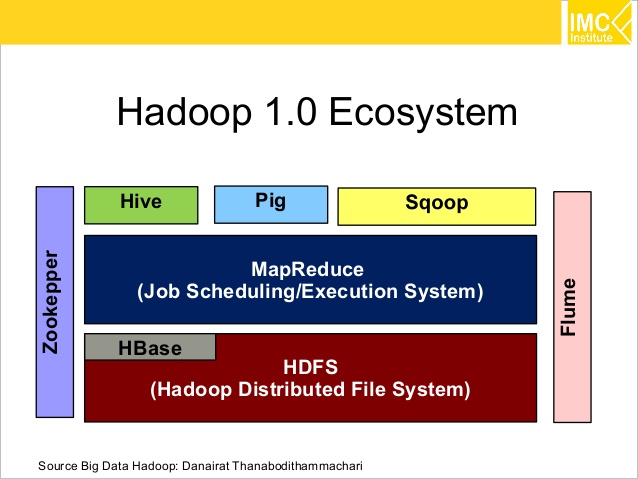 IMC
Institute
Hadoop 1.0 Ecosystem
Zookepper
Hive
Pig
Sqoop
Flume
MapReduce
(Job Scheduling/Execution System)
HBase
HDFS
(Hadoop Distributed File System)
Source Big Data Hadoop: Danairat Thanabodithammachari